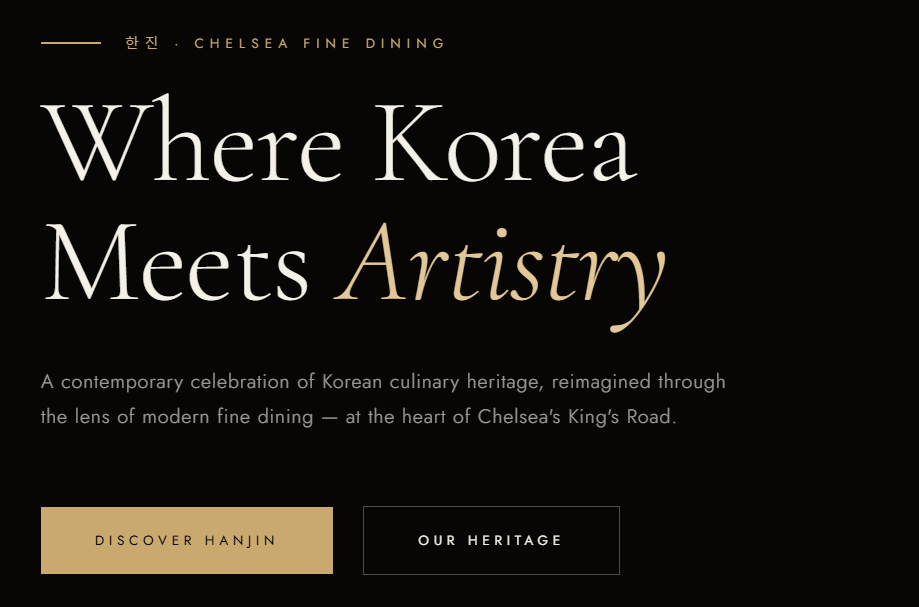 한진 · CHELSEA FINE DINING
Where Korea
Meets Artistry
A contemporary celebration of Korean culinary heritage, reimagined through
the lens of modern fine dining — at the heart of Chelsea's King's Road.
DISCOVER HANJIN
OUR HERITAGE